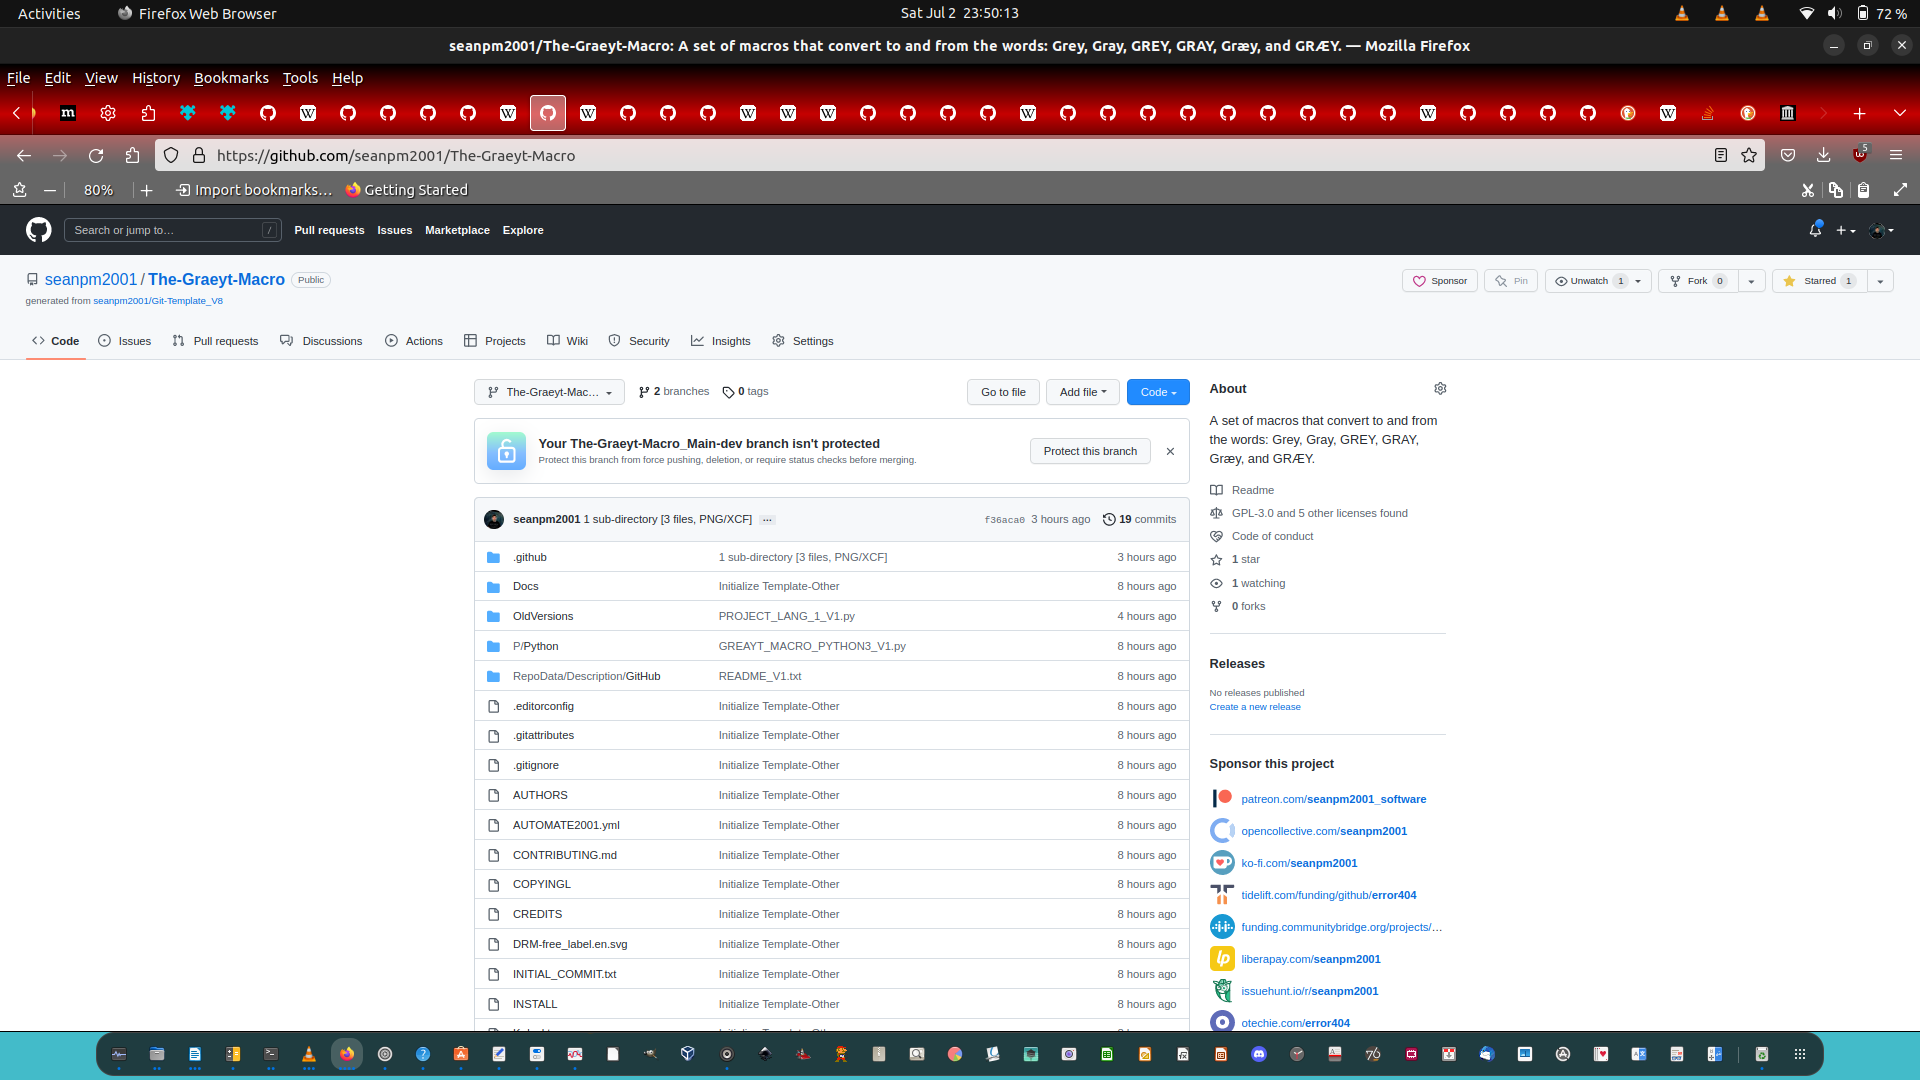 Activities
Firefox Web Browser
Sat Jul 2 23:50:13
72 %
seanpm2001/The-Graeyt-Macro: A set of macros that convert to and from the words: Grey, Gray, GREY, GRAY, Græy, and GRÆY. — Mozilla Firefox
File Edit View History Bookmarks Tools Help
https://github.com/seanpm2001/The-Graeyt-Macro
5
80%
Import bookmarks…
Getting Started
Search or jump to… /
Pull requests Issues Marketplace Explore
seanpm2001 / The-Graeyt-Macro Public
generated from seanpm2001/Git-Template_V8
Sponsor
Pin
Unwatch 1
Fork 0
Starred 1
Code
Issues
Pull requests
Discussions
Actions
Projects
Wiki
Security
Insights
Settings
The-Graeyt-Mac…
2 branches
0 tags
Go to file
Add file
Code
Your The-Graeyt-Macro_Main-dev branch isn't protected
Protect this branch from force pushing, deletion, or require status checks before merging.
Protect this branch
seanpm2001 1 sub-directory [3 files, PNG/XCF] …
f36aca0 3 hours ago
19 commits
.github 1 sub-directory [3 files, PNG/XCF] 3 hours ago
Docs Initialize Template-Other 8 hours ago
OldVersions PROJECT_LANG_1_V1.py 4 hours ago
P/Python GREAYT_MACRO_PYTHON3_V1.py 8 hours ago
RepoData/Description/GitHub README_V1.txt 8 hours ago
.editorconfig Initialize Template-Other 8 hours ago
.gitattributes Initialize Template-Other 8 hours ago
.gitignore Initialize Template-Other 8 hours ago
AUTHORS Initialize Template-Other 8 hours ago
AUTOMATE2001.yml Initialize Template-Other 8 hours ago
CONTRIBUTING.md Initialize Template-Other 8 hours ago
COPYINGL Initialize Template-Other 8 hours ago
CREDITS Initialize Template-Other 8 hours ago
DRM-free_label.en.svg Initialize Template-Other 8 hours ago
INITIAL_COMMIT.txt Initialize Template-Other 8 hours ago
INSTALL Initialize Template-Other 8 hours ago
About
A set of macros that convert to and from
the words: Grey, Gray, GREY, GRAY,
Græy, and GRÆY.
Readme
GPL-3.0 and 5 other licenses found
Code of conduct
1 star
1 watching
0 forks
Releases
No releases published
Create a new release
Sponsor this project
patreon.com/seanpm2001_software
opencollective.com/seanpm2001
ko-fi.com/seanpm2001
tidelift.com/funding/github/error404
funding.communitybridge.org/projects/…
liberapay.com/seanpm2001
issuehunt.io/r/seanpm2001
otechie.com/error404